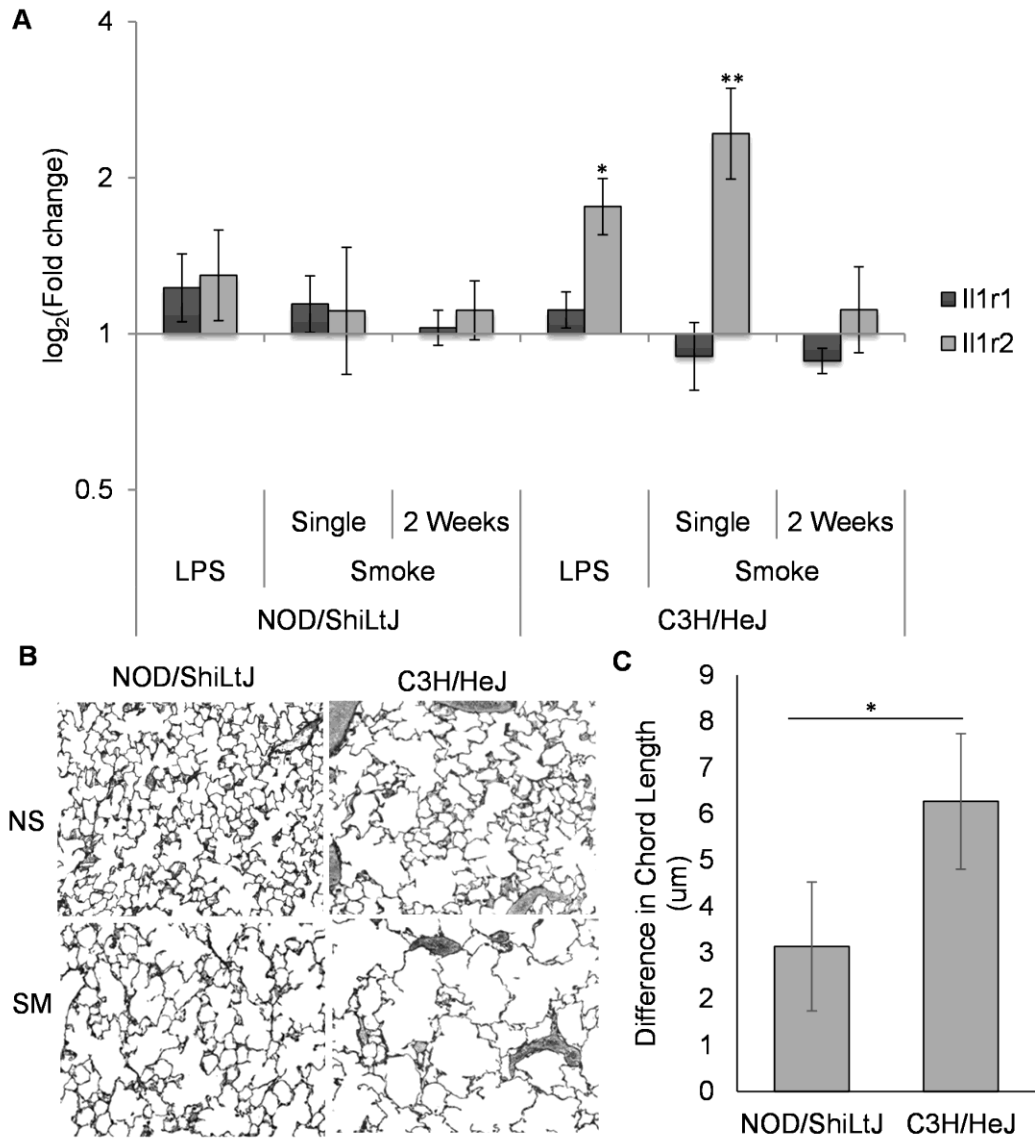 A
4
**
2
*
log₂(Fold change)
1
Il1r1
Il1r2
0.5
Single 2 Weeks Single 2 Weeks
LPS Smoke LPS Smoke
NOD/ShiLtJ C3H/HeJ
B
NOD/ShiLtJ C3H/HeJ
NS
SM
C
9
8
7
6
5
4
3
2
1
0
*
Difference in Chord Length
(um)
NOD/ShiLtJ C3H/HeJ